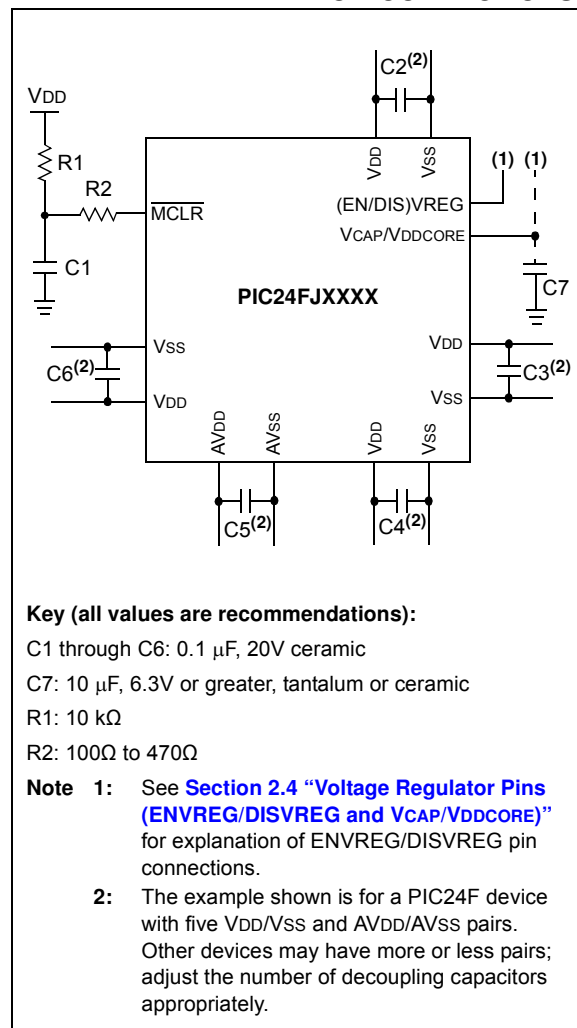 C2(2)
VDD
R1
R2
VDD
VSS
(1) (1)
MCLR
(EN/DIS)VREG
VCAP/VDDCORE
C1
C7
PIC24FJXXXX
VSS
VDD
C6(2)
C3(2)
VDD
VSS
AVDD
AVSS
VDD
VSS
C5(2)
C4(2)
Key (all values are recommendations):
C1 through C6: 0.1 μF, 20V ceramic
C7: 10 μF, 6.3V or greater, tantalum or ceramic
R1: 10 kΩ
R2: 100Ω to 470Ω
Note 1: See Section 2.4 “Voltage Regulator Pins
(ENVREG/DISVREG and VCAP/VDDCORE)”
for explanation of ENVREG/DISVREG pin
connections.
2: The example shown is for a PIC24F device
with five VDD/VSS and AVDD/AVSS pairs.
Other devices may have more or less pairs;
adjust the number of decoupling capacitors
appropriately.